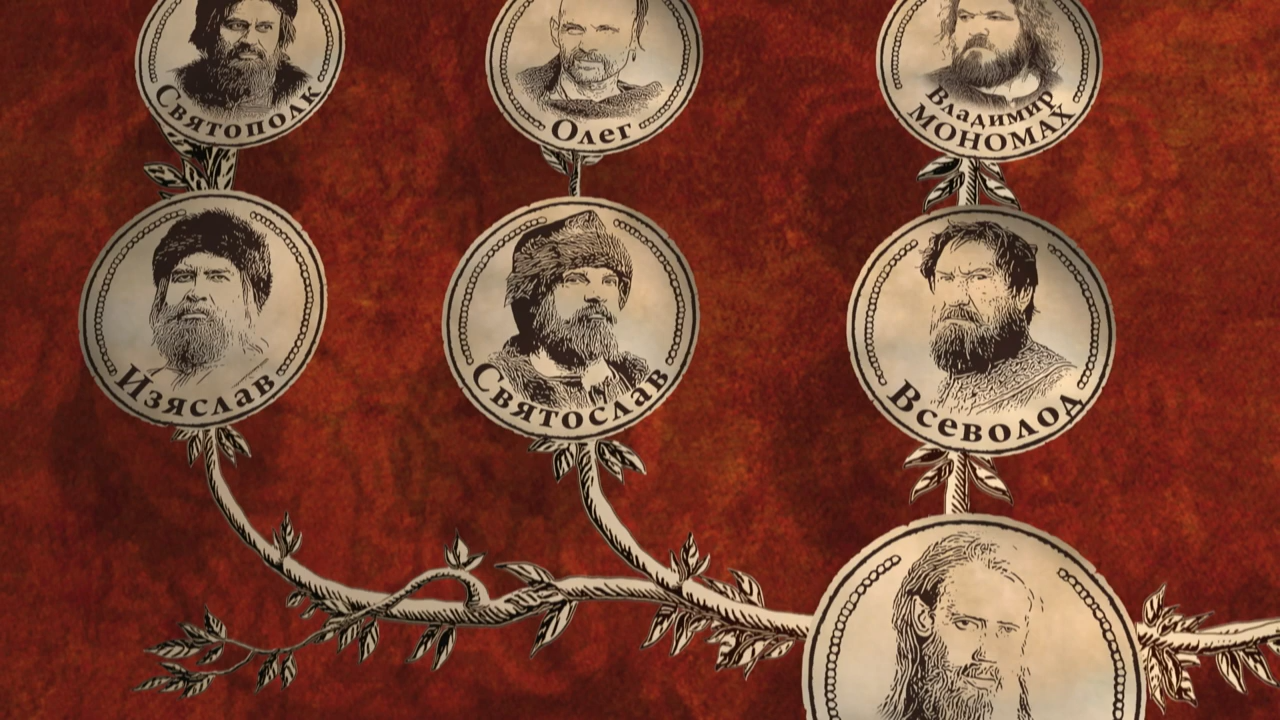 Святополк
Олег
Владимир
МОНОМАХ
Изяслав
Святослав
Всеволод